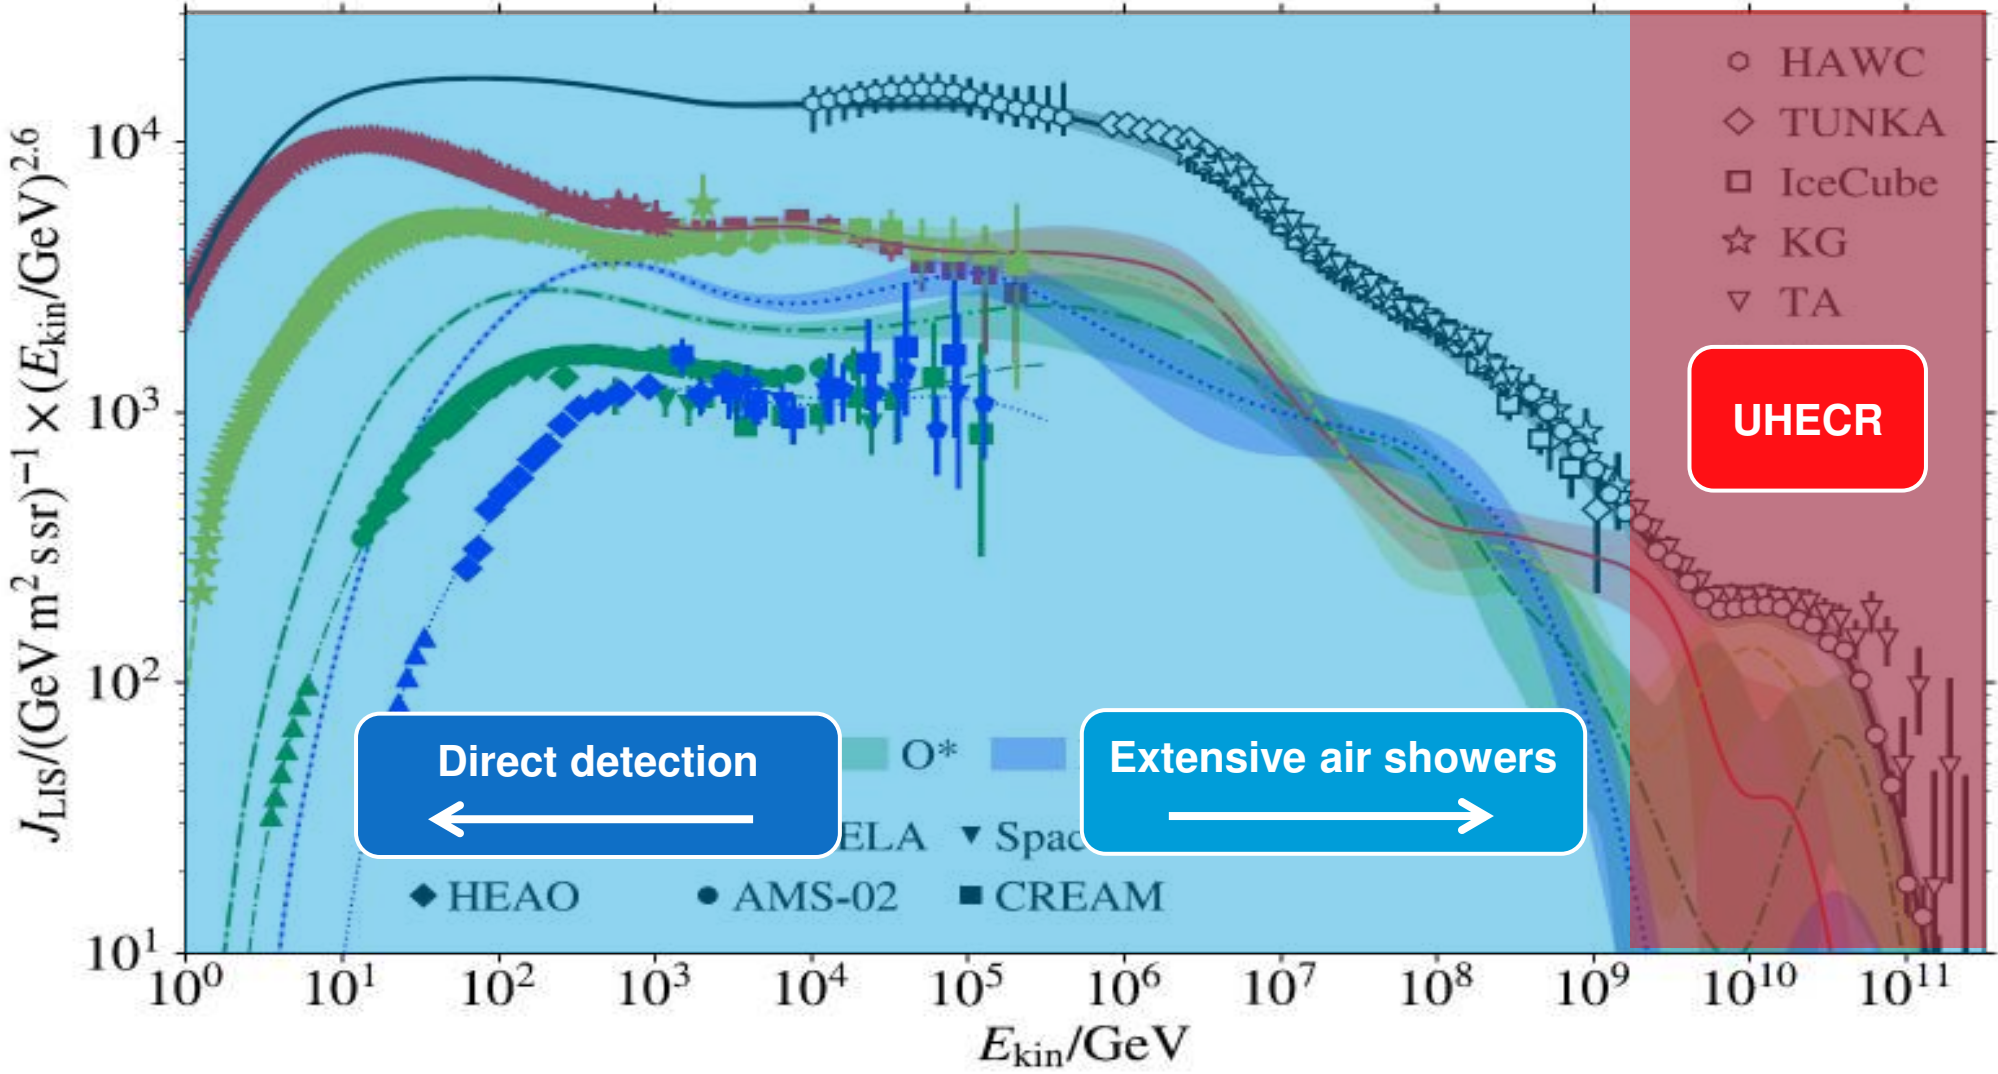 J_LIS/(GeV m² s sr)⁻¹ × (E_kin/GeV)^2.6
10⁴
10³
10²
10¹
HAWC
TUNKA
IceCube
KG
TA
UHECR
Direct detection
O*
Extensive air showers
ELA
Spac
HEAO
AMS-02
CREAM
10⁰ 10¹ 10² 10³ 10⁴ 10⁵ 10⁶ 10⁷ 10⁸ 10⁹ 10¹⁰ 10¹¹
E_kin/GeV